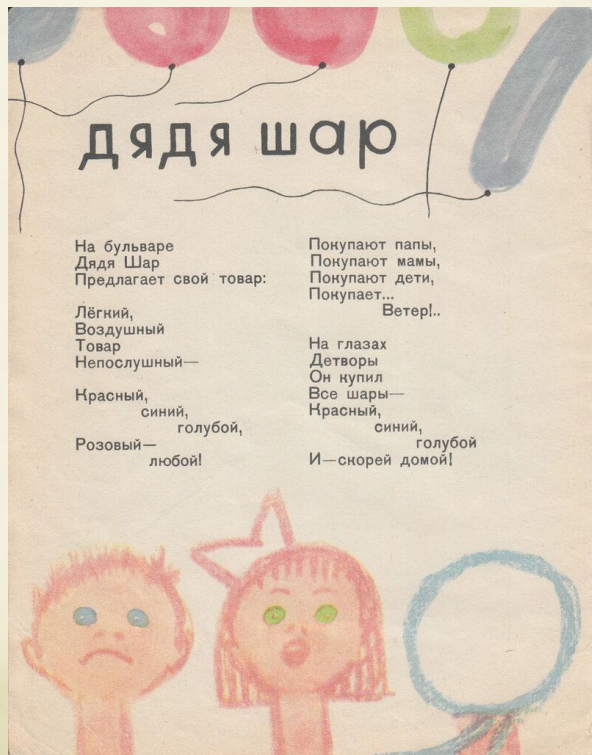 дядя шар
На бульваре
Дядя Шар
Предлагает свой товар:
Лёгкий,
Воздушный
Товар
Непослушный—
Красный,
синий,
голубой,
Розовый—
любой!
Покупают папы,
Покупают мамы,
Покупают дети,
Покупает...
Ветер!..
На глазах
Детворы
Он купил
Все шары—
Красный,
синий,
голубой
И—скорей домой!